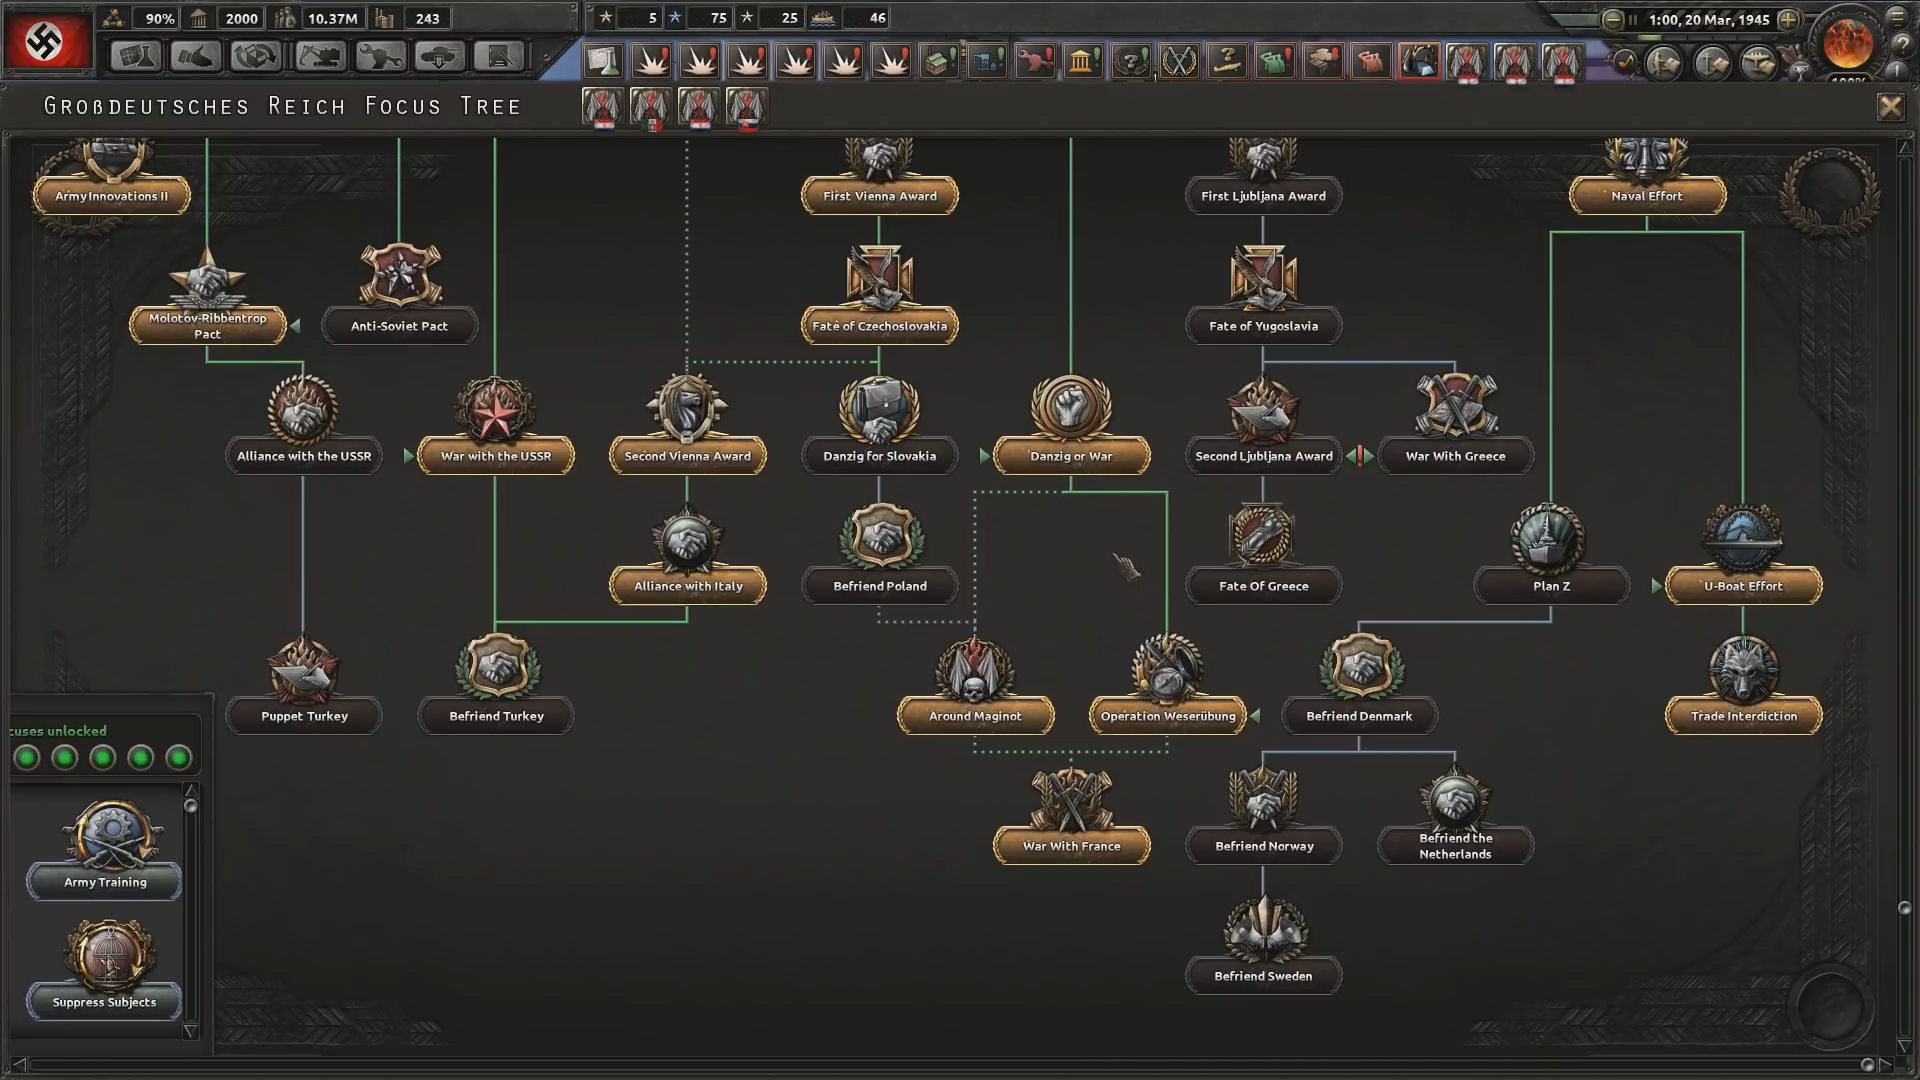 90%
2000
10.37M
243
5
75
25
46
1:00, 20 Mar, 1945
Großdeutsches Reich Focus Tree
Army Innovations II
First Vienna Award
First Ljubljana Award
Naval Effort
Molotov-Ribbentrop
Pact
Anti-Soviet Pact
Fate of Czechoslovakia
Fate of Yugoslavia
Alliance with the USSR
War with the USSR
Second Vienna Award
Danzig for Slovakia
Danzig or War
Second Ljubljana Award
War With Greece
Alliance with Italy
Befriend Poland
Fate Of Greece
Plan Z
U-Boat Effort
Puppet Turkey
Befriend Turkey
Around Maginot
Operation Weserübung
Befriend Denmark
Trade Interdiction
cuses unlocked
War With France
Befriend Norway
Befriend the
Netherlands
Army Training
Befriend Sweden
Suppress Subjects